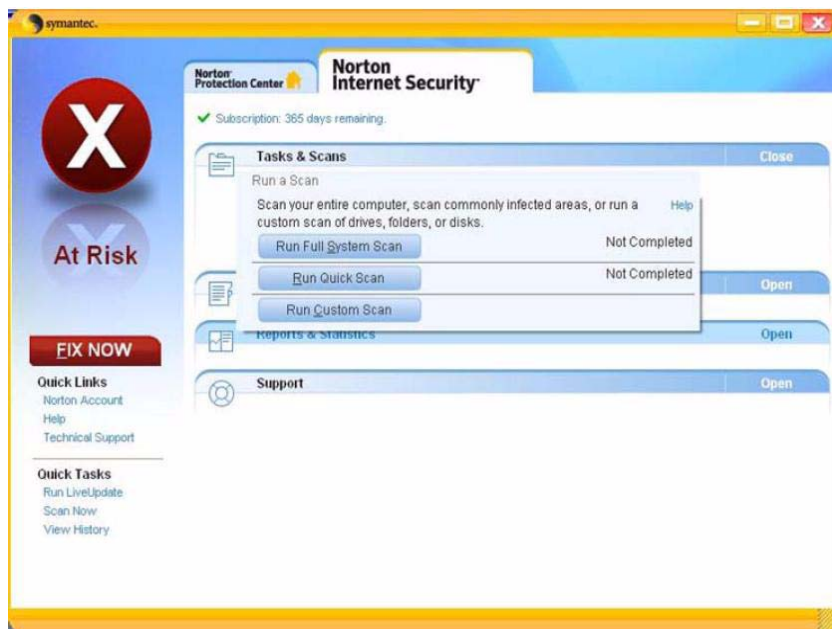 symantec.
Norton
Protection Center
Norton
Internet Security
Subscription: 365 days remaining.
X
At Risk
FIX NOW
Quick Links
Norton Account
Help
Technical Support
Quick Tasks
Run LiveUpdate
Scan Now
View History
Tasks & Scans Close
Run a Scan
Scan your entire computer, scan commonly infected areas, or run a
custom scan of drives, folders, or disks.
Help
Run Full System Scan Not Completed
Run Quick Scan Not Completed
Run Custom Scan
Open
Reports & Statistics Open
Support Open